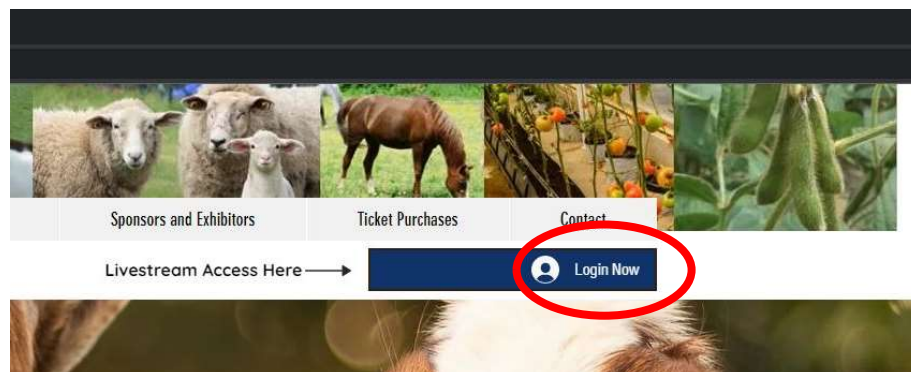 Sponsors and Exhibitors Ticket Purchases Contact
Livestream Access Here
Login Now